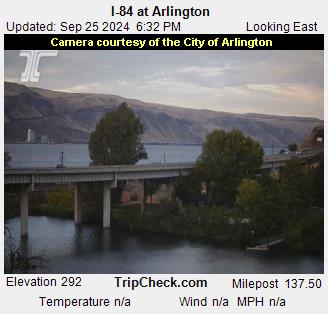 I-84 at Arlington
Updated: Sep 25 2024 6:32 PM Looking East
Camera courtesy of the City of Arlington
Elevation 292 TripCheck.com Milepost 137.50
Temperature n/a Wind n/a MPH n/a